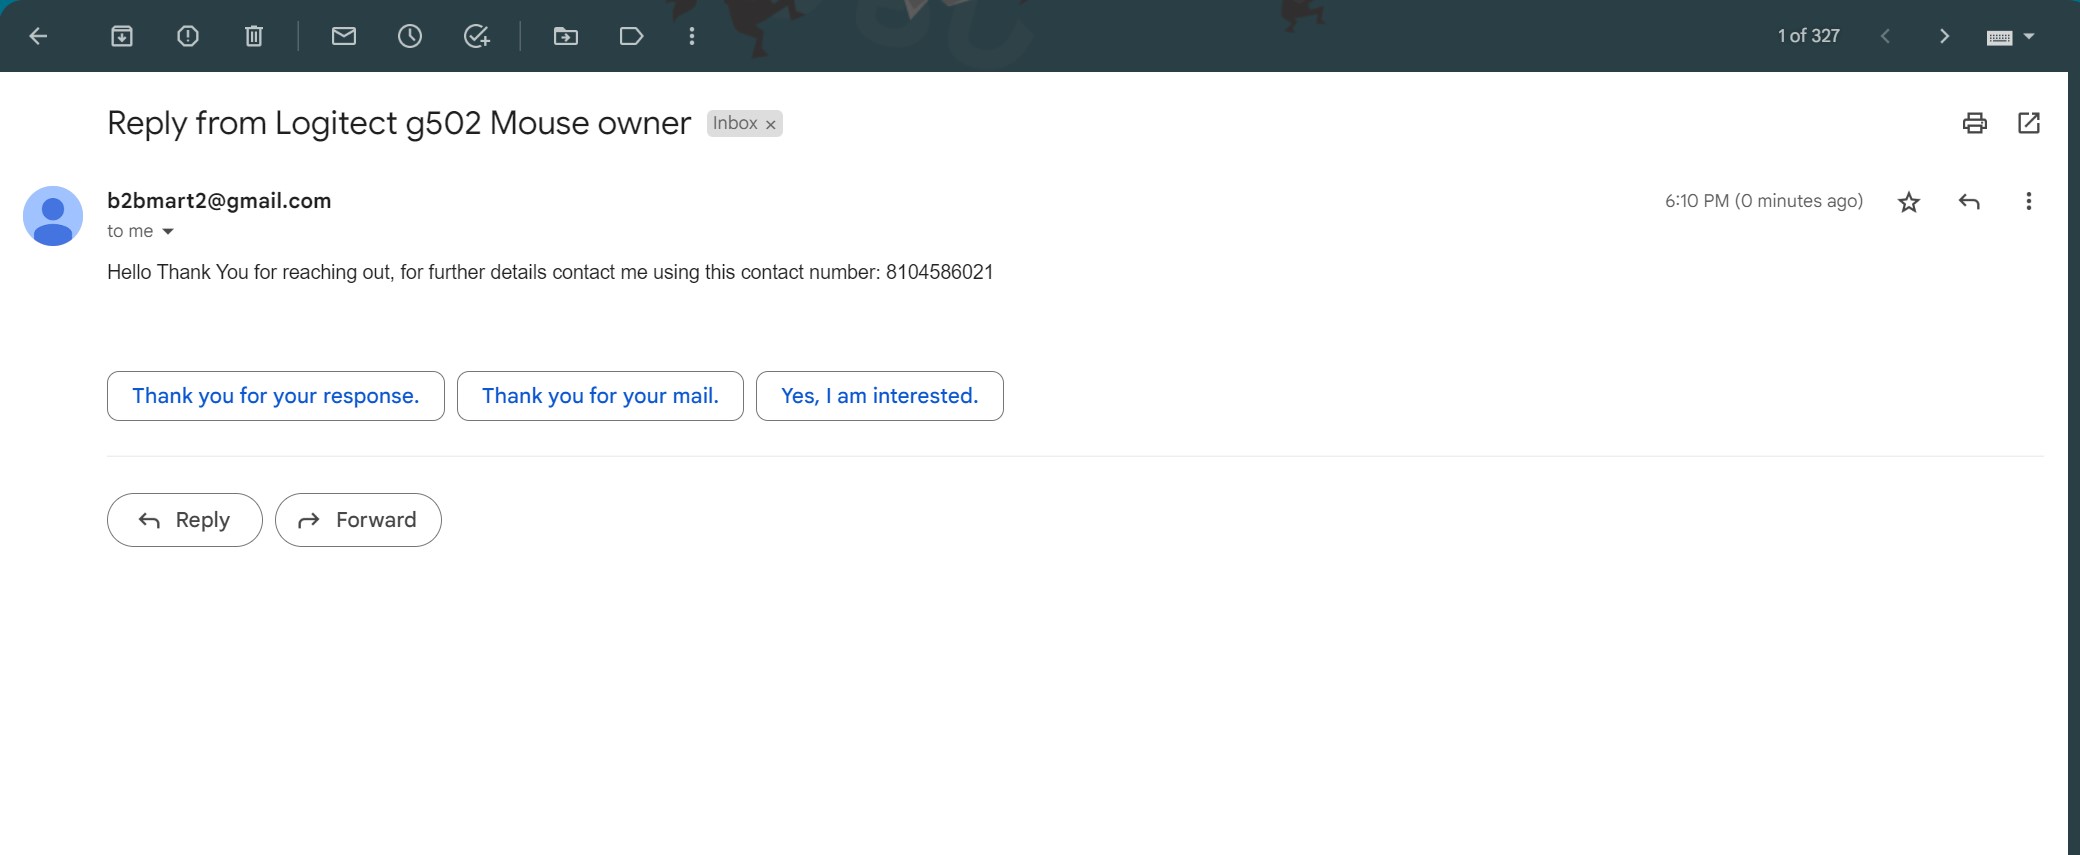 1 of 327
Reply from Logitect g502 Mouse owner Inbox x
b2bmart2@gmail.com 6:10 PM (0 minutes ago)
to me
Hello Thank You for reaching out, for further details contact me using this contact number: 8104586021
Thank you for your response. Thank you for your mail. Yes, I am interested.
Reply Forward